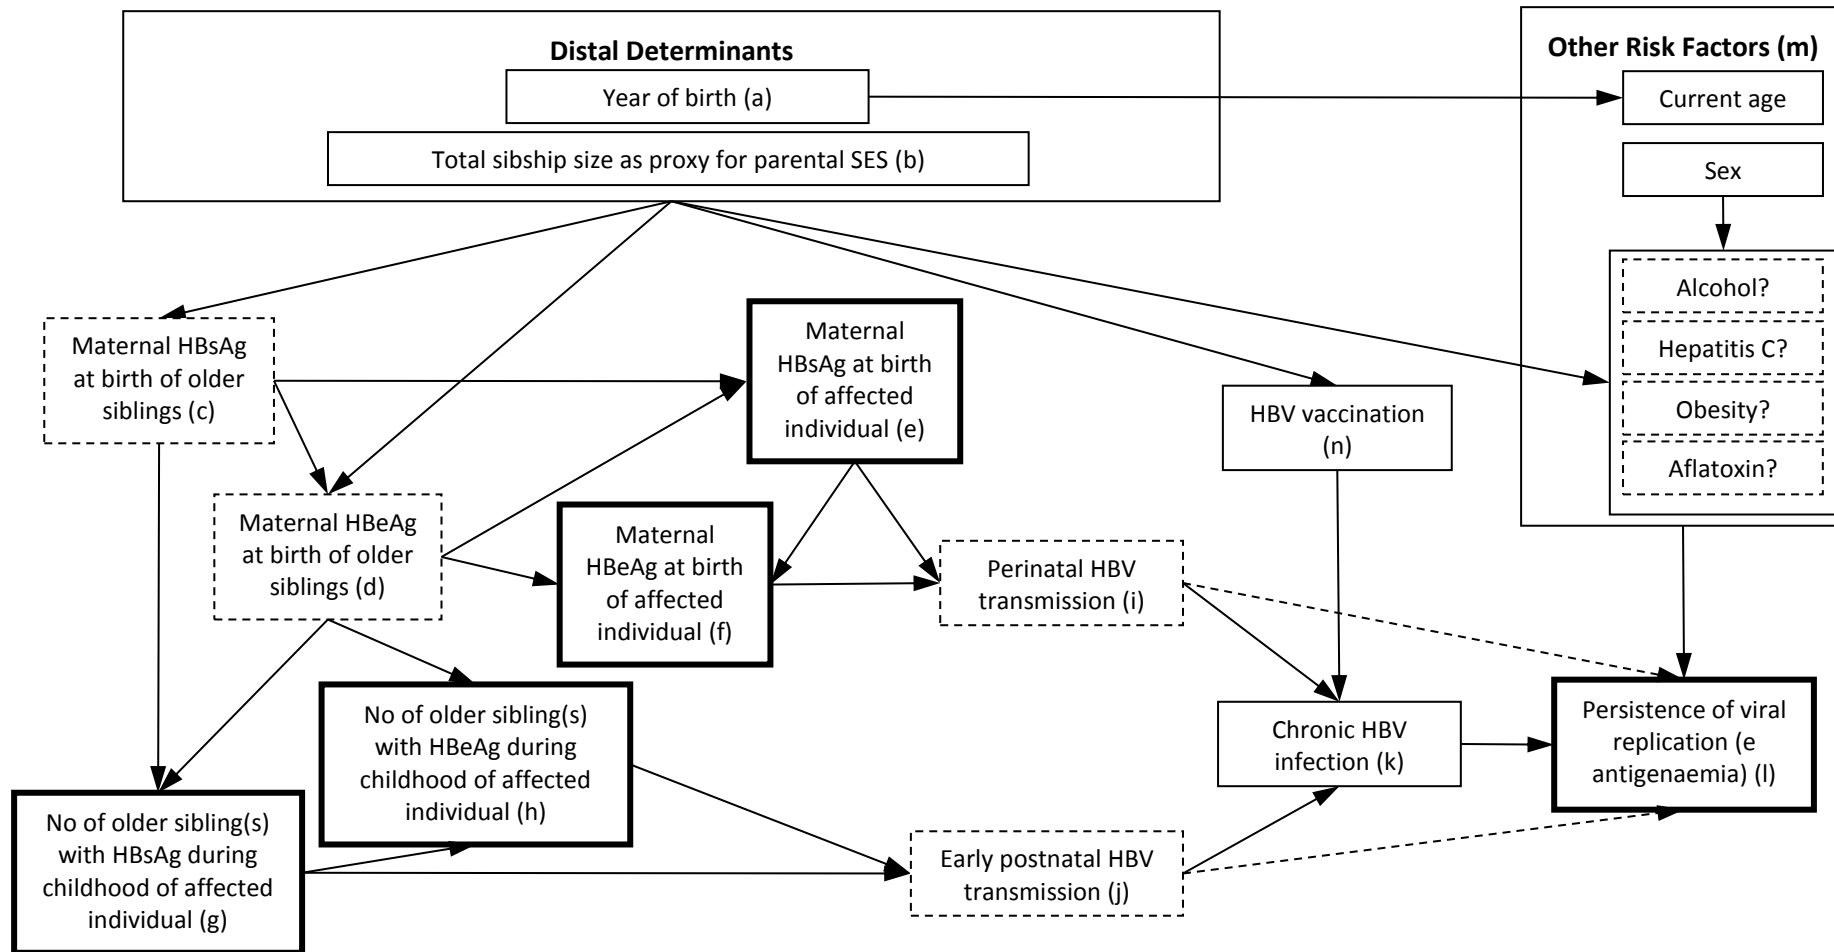 Distal Determinants
Year of birth (a)
Total sibship size as proxy for parental SES (b)
Other Risk Factors (m)
Current age
Sex
Alcohol?
Hepatitis C?
Obesity?
Aflatoxin?
Maternal HBsAg
at birth of older
siblings (c)
Maternal
HBsAg at birth
of affected
individual (e)
HBV vaccination
(n)
Maternal HBeAg
at birth of older
siblings (d)
Maternal
HBeAg at birth
of affected
individual (f)
Perinatal HBV
transmission (i)
No of older sibling(s)
with HBeAg during
childhood of affected
individual (h)
Chronic HBV
infection (k)
Persistence of viral
replication (e
antigenaemia) (l)
No of older sibling(s)
with HBsAg during
childhood of affected
individual (g)
Early postnatal HBV
transmission (j)